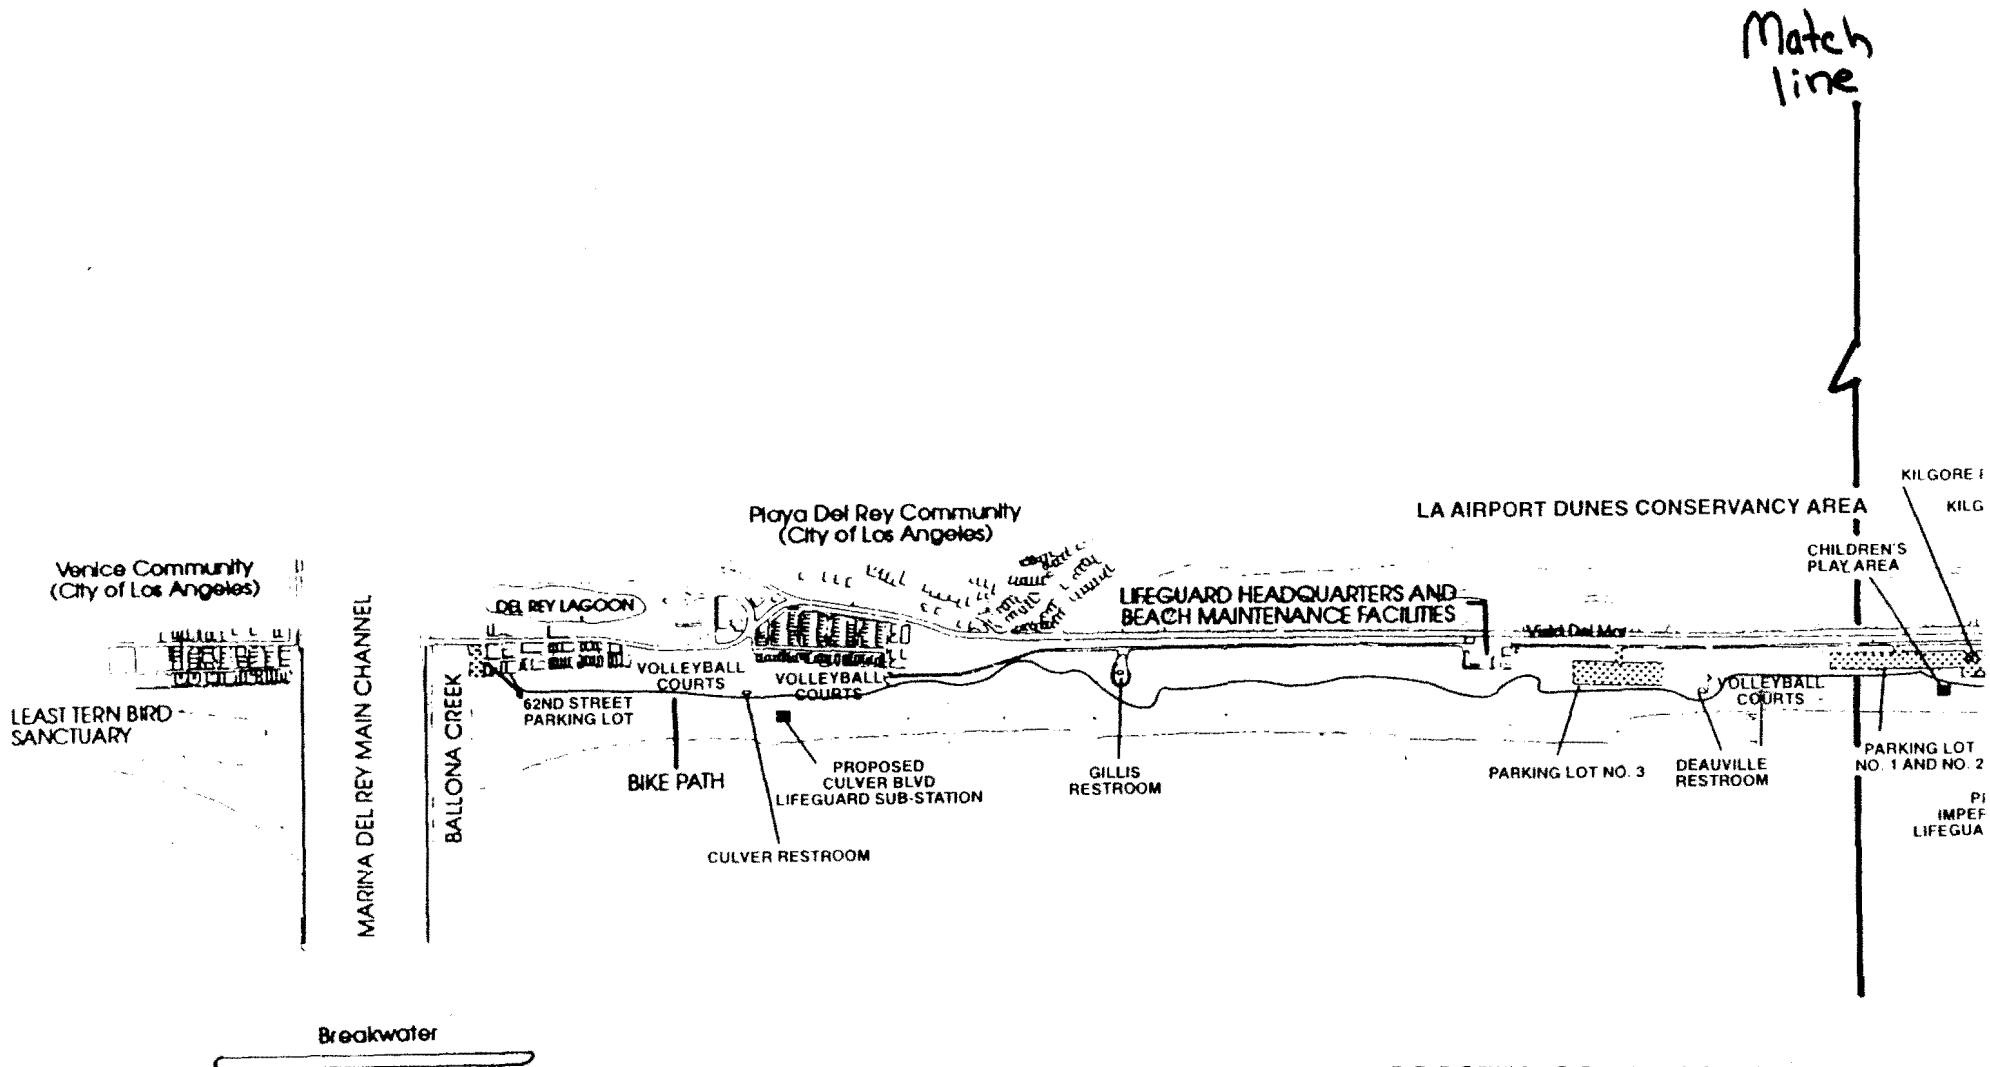 Match
line
KILGORE
LA AIRPORT DUNES CONSERVANCY AREA
KILG
Playa Del Rey Community
(City of Los Angeles)
CHILDREN'S
PLAY AREA
Venice Community
(City of Los Angeles)
DEL REY LAGOON
LIFEGUARD HEADQUARTERS AND
BEACH MAINTENANCE FACILITIES
Vista Del Mar
VOLLEYBALL
COURTS
VOLLEYBALL
COURTS
VOLLEYBALL
COURTS
62ND STREET
PARKING LOT
LEAST TERN BIRD
SANCTUARY
MARINA DEL REY MAIN CHANNEL
BALLONA CREEK
BIKE PATH
PROPOSED
CULVER BLVD
LIFEGUARD SUB-STATION
GILLIS
RESTROOM
PARKING LOT NO. 3
DEAUVILLE
RESTROOM
PARKING LOT
NO. 1 AND NO. 2
IMPER
LIFEGUA
CULVER RESTROOM
Breakwater